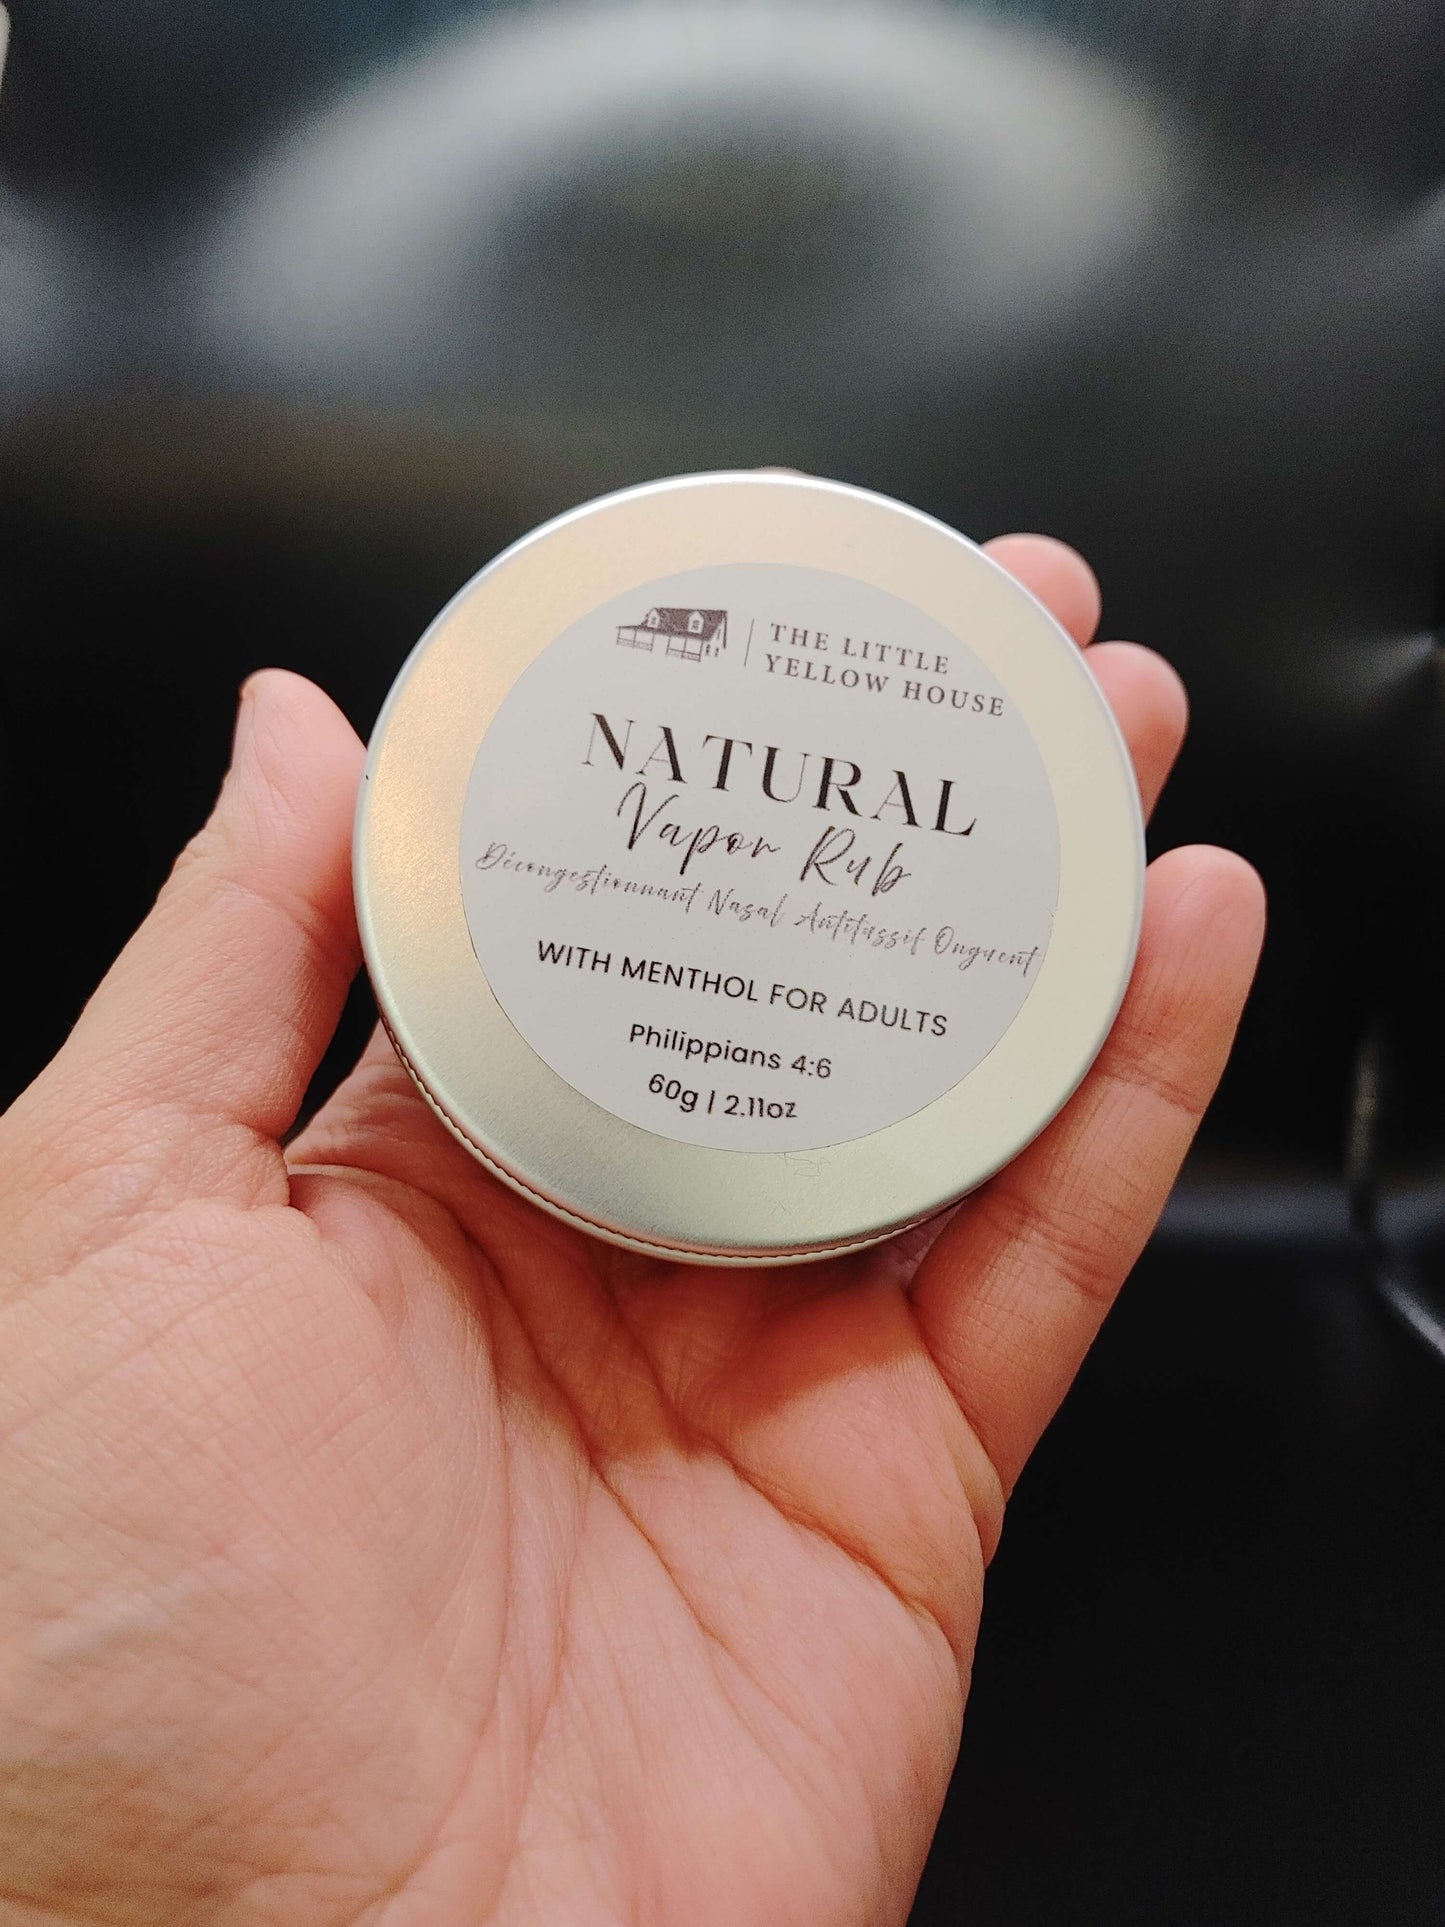 THE LITTLE
YELLOW HOUSE
NATURAL
Vapor Rub
Décongestionnant Nasal Antitussif Onguent
WITH MENTHOL FOR ADULTS
Philippians 4:6
60g | 2.11oz